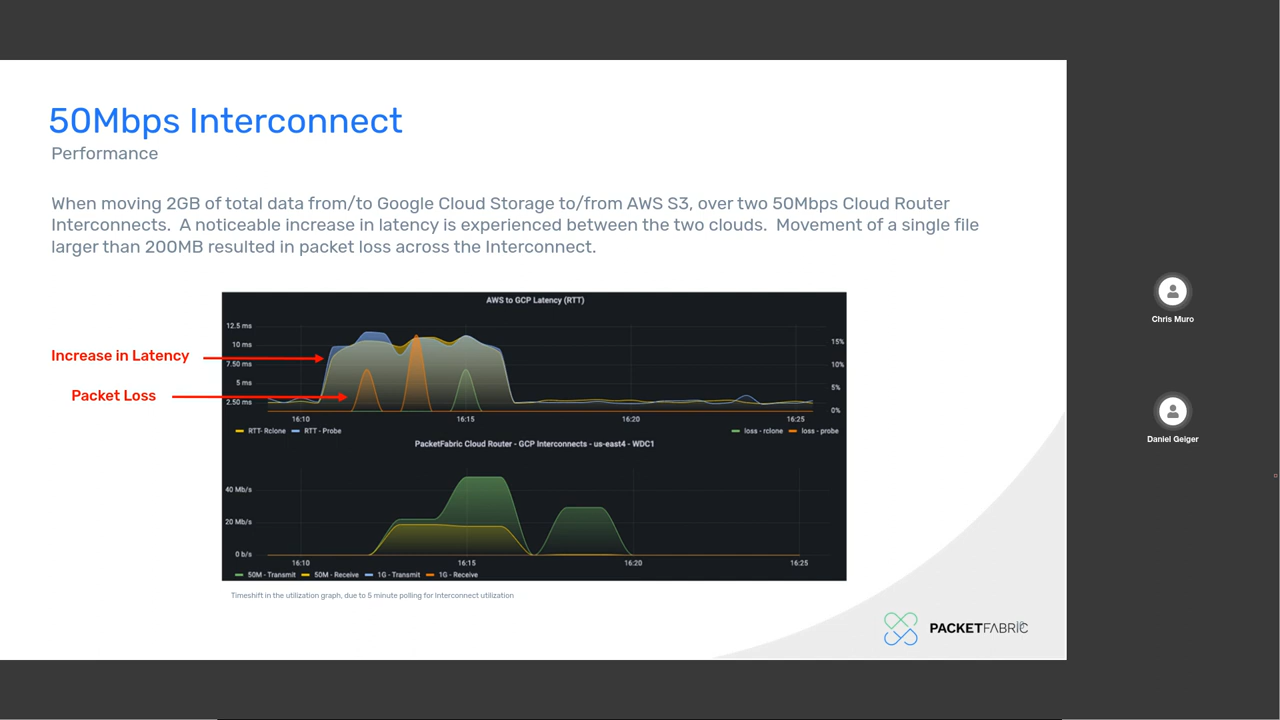 50Mbps Interconnect
Performance
When moving 2GB of total data from/to Google Cloud Storage to/from AWS S3, over two 50Mbps Cloud Router
Interconnects. A noticeable increase in latency is experienced between the two clouds. Movement of a single file
larger than 200MB resulted in packet loss across the Interconnect.
AWS to GCP Latency (RTT)
12.5 ms
10 ms
7.50 ms
5 ms
2.50 ms
15%
10%
5%
0%
Increase in Latency
Packet Loss
16:10 16:15 16:20 16:25
RTT- Rclone RTT - Probe loss - rclone loss - probe
PacketFabric Cloud Router - GCP Interconnects - us-east4 - WDC1
40 Mb/s
20 Mb/s
0 b/s
16:10 16:15 16:20 16:25
50M - Transmit 50M - Receive 1G - Transmit 1G - Receive
Timeshift in the utilization graph, due to 5 minute polling for Interconnect utilization
PACKETFABRIC
Chris Muro
Daniel Geiger